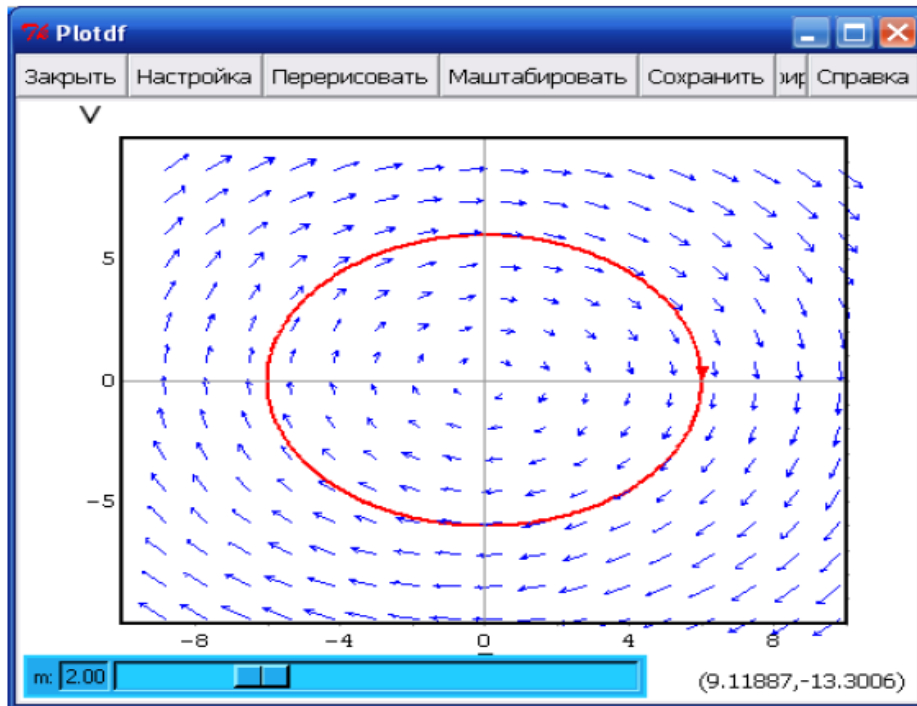 Plotdf
Закрыть Настройка Перерисовать Маштабировать Сохранить Справка
V
5
0
-5
-8 -4 0 4 8
m: 2.00
(9.11887,-13.3006)